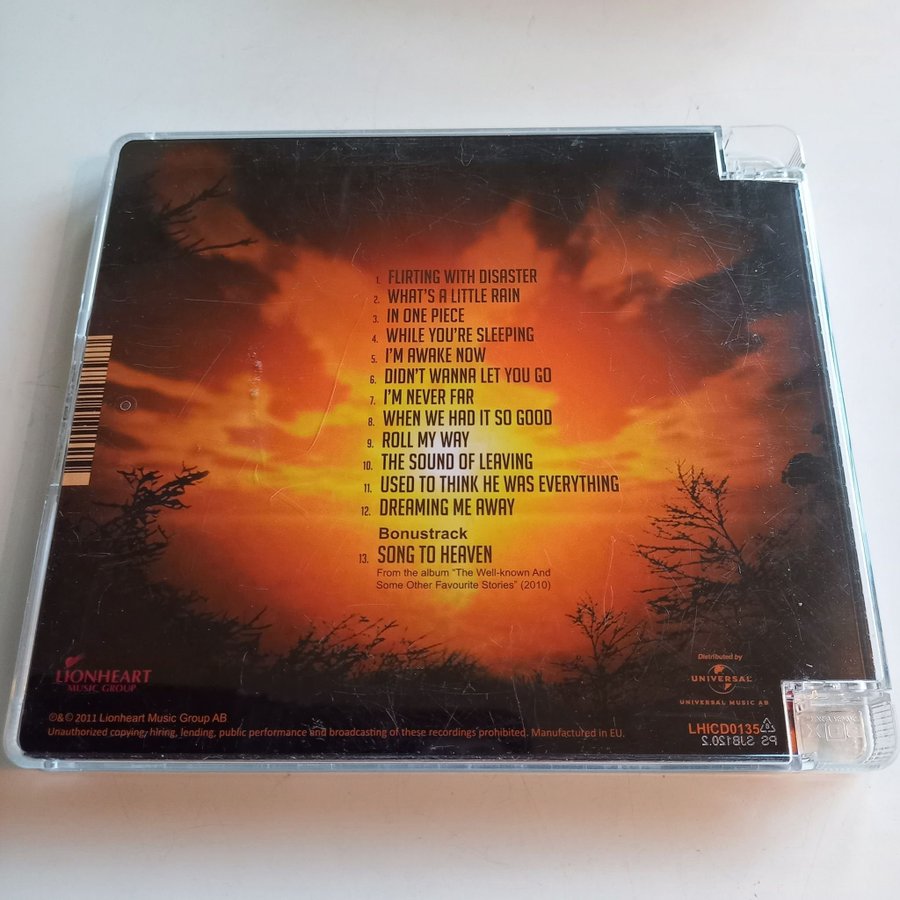 1. FLIRTING WITH DISASTER
2. WHAT'S A LITTLE RAIN
3. IN ONE PIECE
4. WHILE YOU'RE SLEEPING
5. I'M AWAKE NOW
6. DIDN'T WANNA LET YOU GO
7. I'M NEVER FAR
8. WHEN WE HAD IT SO GOOD
9. ROLL MY WAY
10. THE SOUND OF LEAVING
11. USED TO THINK HE WAS EVERYTHING
12. DREAMING ME AWAY
Bonustrack
13. SONG TO HEAVEN
From the album "The Well-known And
Some Other Favourite Stories" (2010)
LIONHEART
MUSIC GROUP
Distributed by
UNIVERSAL
UNIVERSAL MUSIC AB
℗&© 2011 Lionheart Music Group AB
Unauthorized copying, hiring, lending, public performance and broadcasting of these recordings prohibited. Manufactured in EU.
LHICD0135
PS SJB120.2